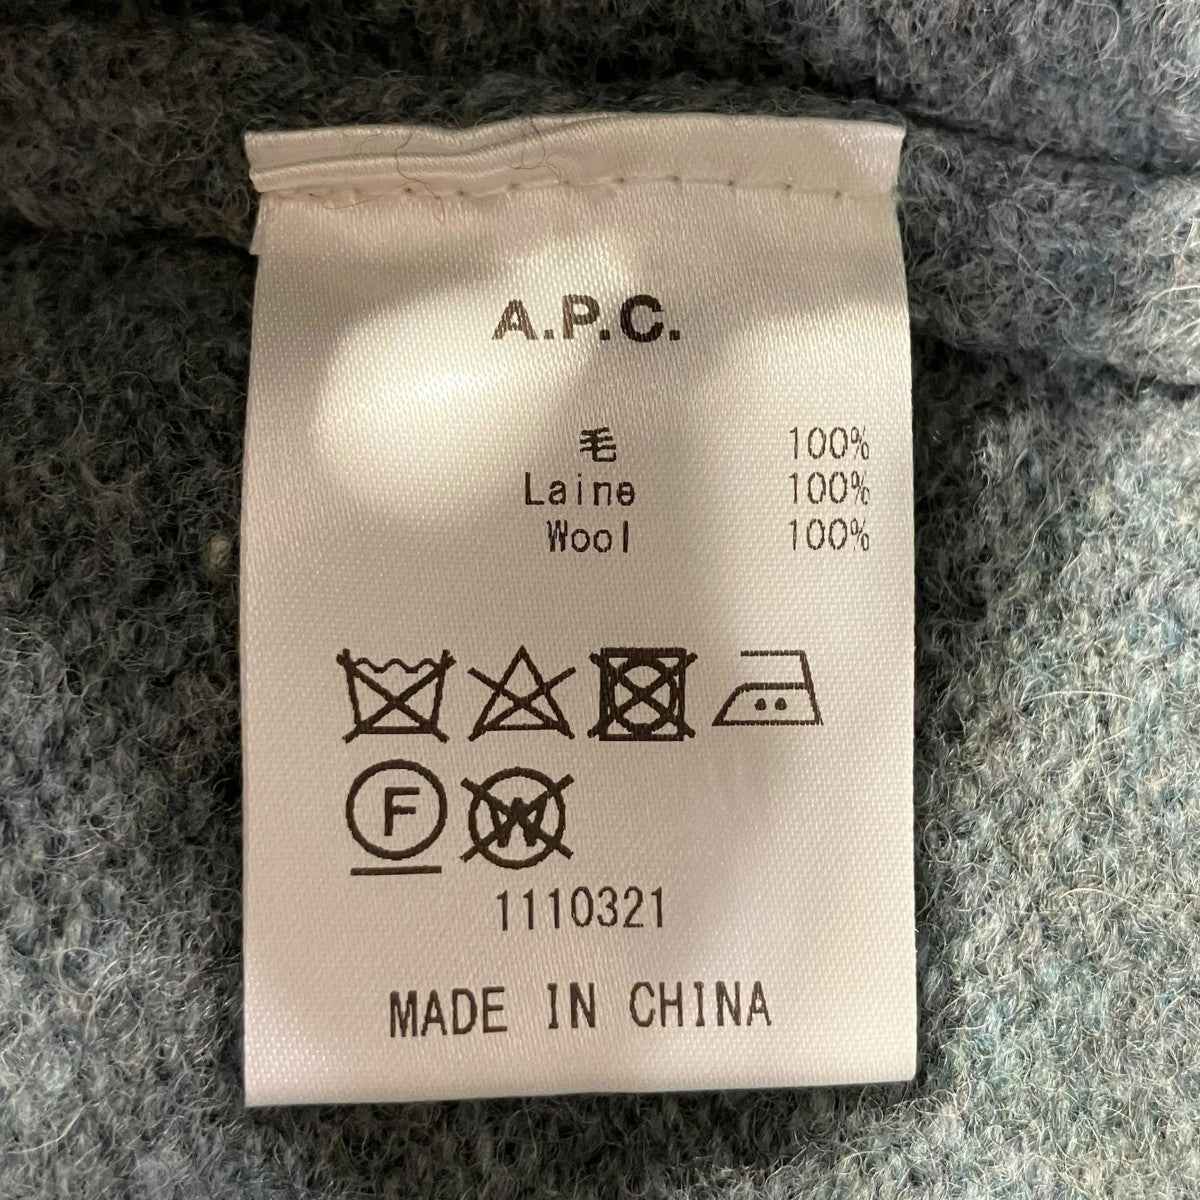 A.P.C.
毛 100%
Laine 100%
Wool 100%
F W
1110321
MADE IN CHINA